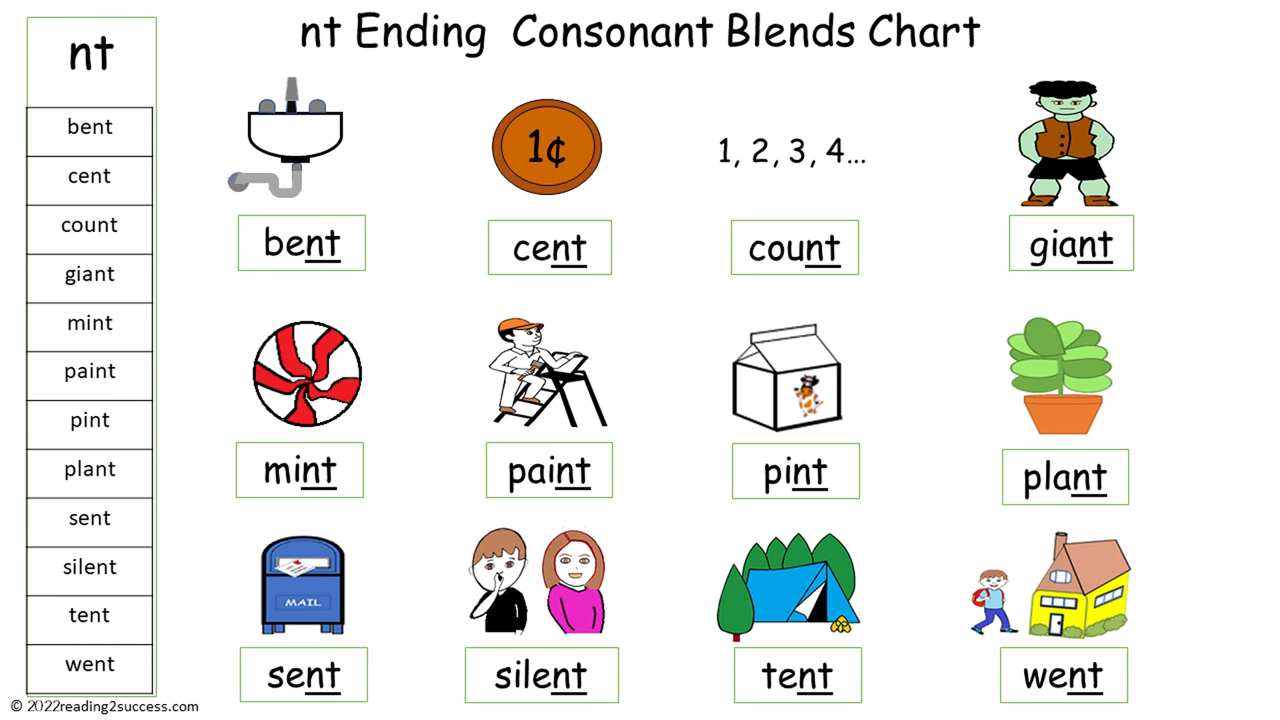 nt Ending Consonant Blends Chart
nt
bent
cent
count
giant
mint
paint
pint
plant
sent
silent
tent
went
1¢
1, 2, 3, 4...
bent
cent
count
giant
mint
paint
pint
plant
MAIL
sent
silent
tent
went
© 2022reading2success.com